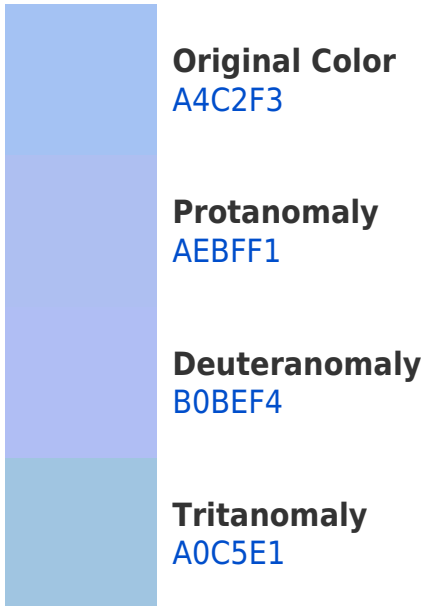 Original Color
A4C2F3
Protanomaly
AEBFF1
Deuteranomaly
B0BEF4
Tritanomaly
A0C5E1